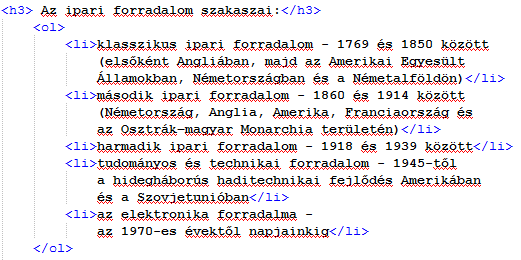 <h3> Az ipari forradalom szakaszai:</h3>
<ol>
<li>klasszikus ipari forradalom - 1769 és 1850 között
(elsőként Angliában, majd az Amerikai Egyesült
Államokban, Németországban és a Németalföldön)</li>
<li>második ipari forradalom - 1860 és 1914 között
(Németország, Anglia, Amerika, Franciaország és
az Osztrák-magyar Monarchia területén)</li>
<li>harmadik ipari forradalom - 1918 és 1939 között</li>
<li>tudományos és technikai forradalom - 1945-től
a hidegháborús haditechnikai fejlődés Amerikában
és a Szovjetunióban</li>
<li>az elektronika forradalma -
az 1970-es évektől napjainkig</li>
</ol>